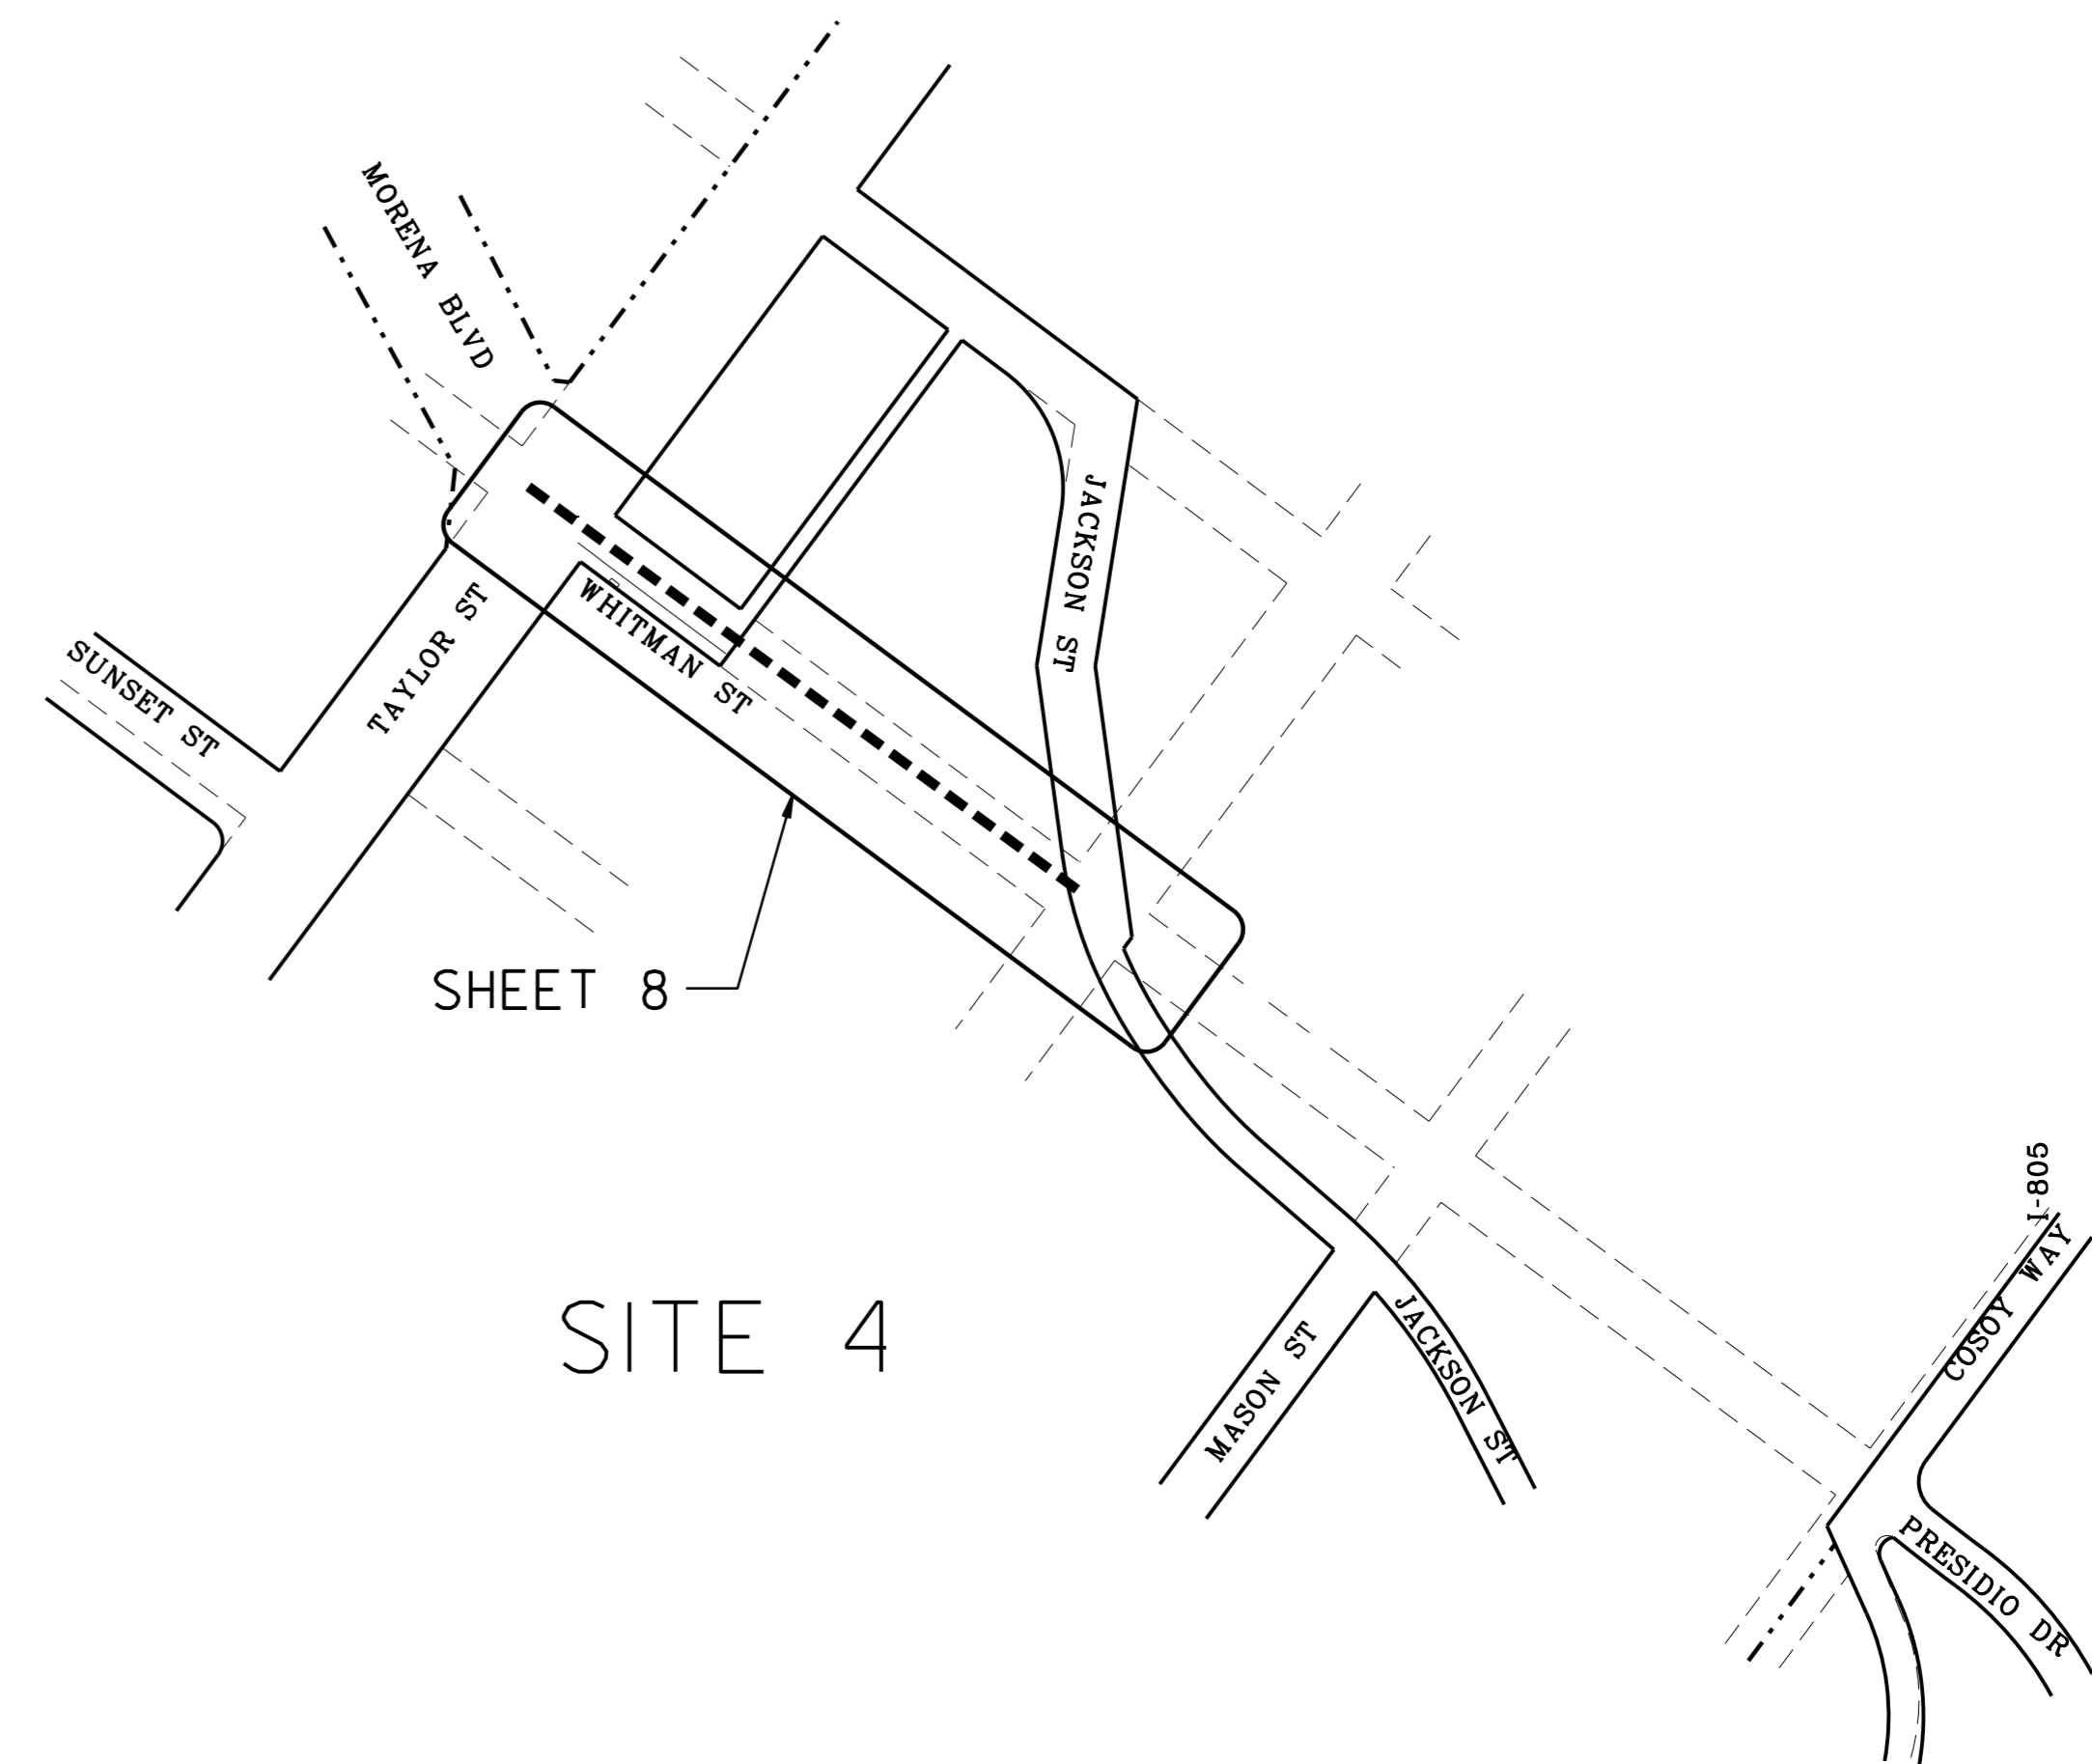 MORENA BLVD
JACKSON ST
TAYLOR ST
WHITMAN ST
SUNSET ST
SHEET 8
SITE 4
MASON ST
JACKSON ST
I-806
COSOY WAY
PRESIDIO DR